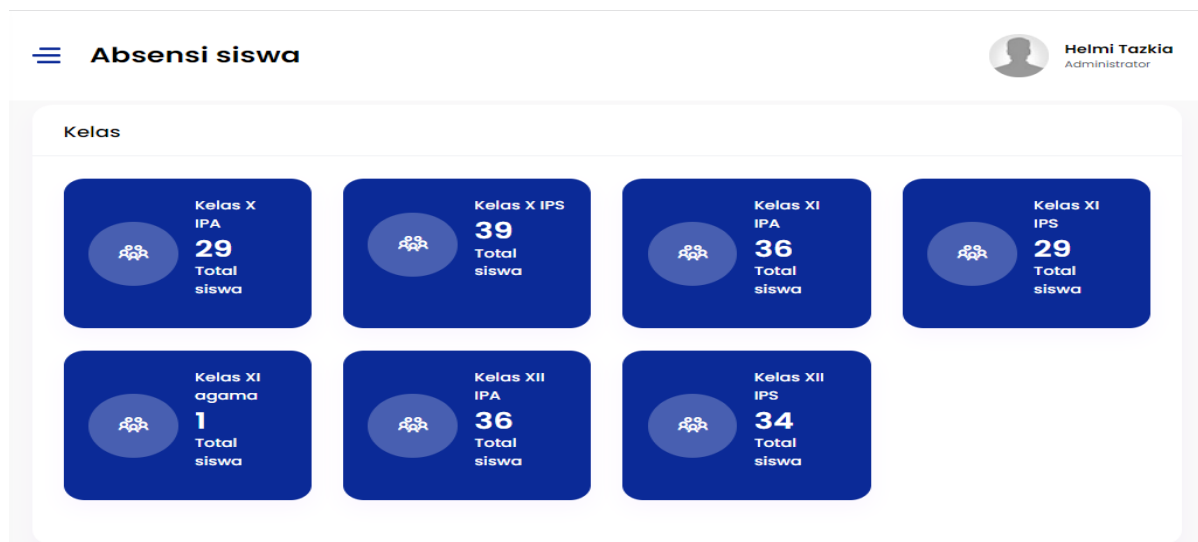 Absensi siswa
Helmi Tazkia
Administrator
Kelas
Kelas X
IPA
29
Total
siswa
Kelas X IPS
39
Total
siswa
Kelas XI
IPA
36
Total
siswa
Kelas XI
IPS
29
Total
siswa
Kelas XI
agama
1
Total
siswa
Kelas XII
IPA
36
Total
siswa
Kelas XII
IPS
34
Total
siswa